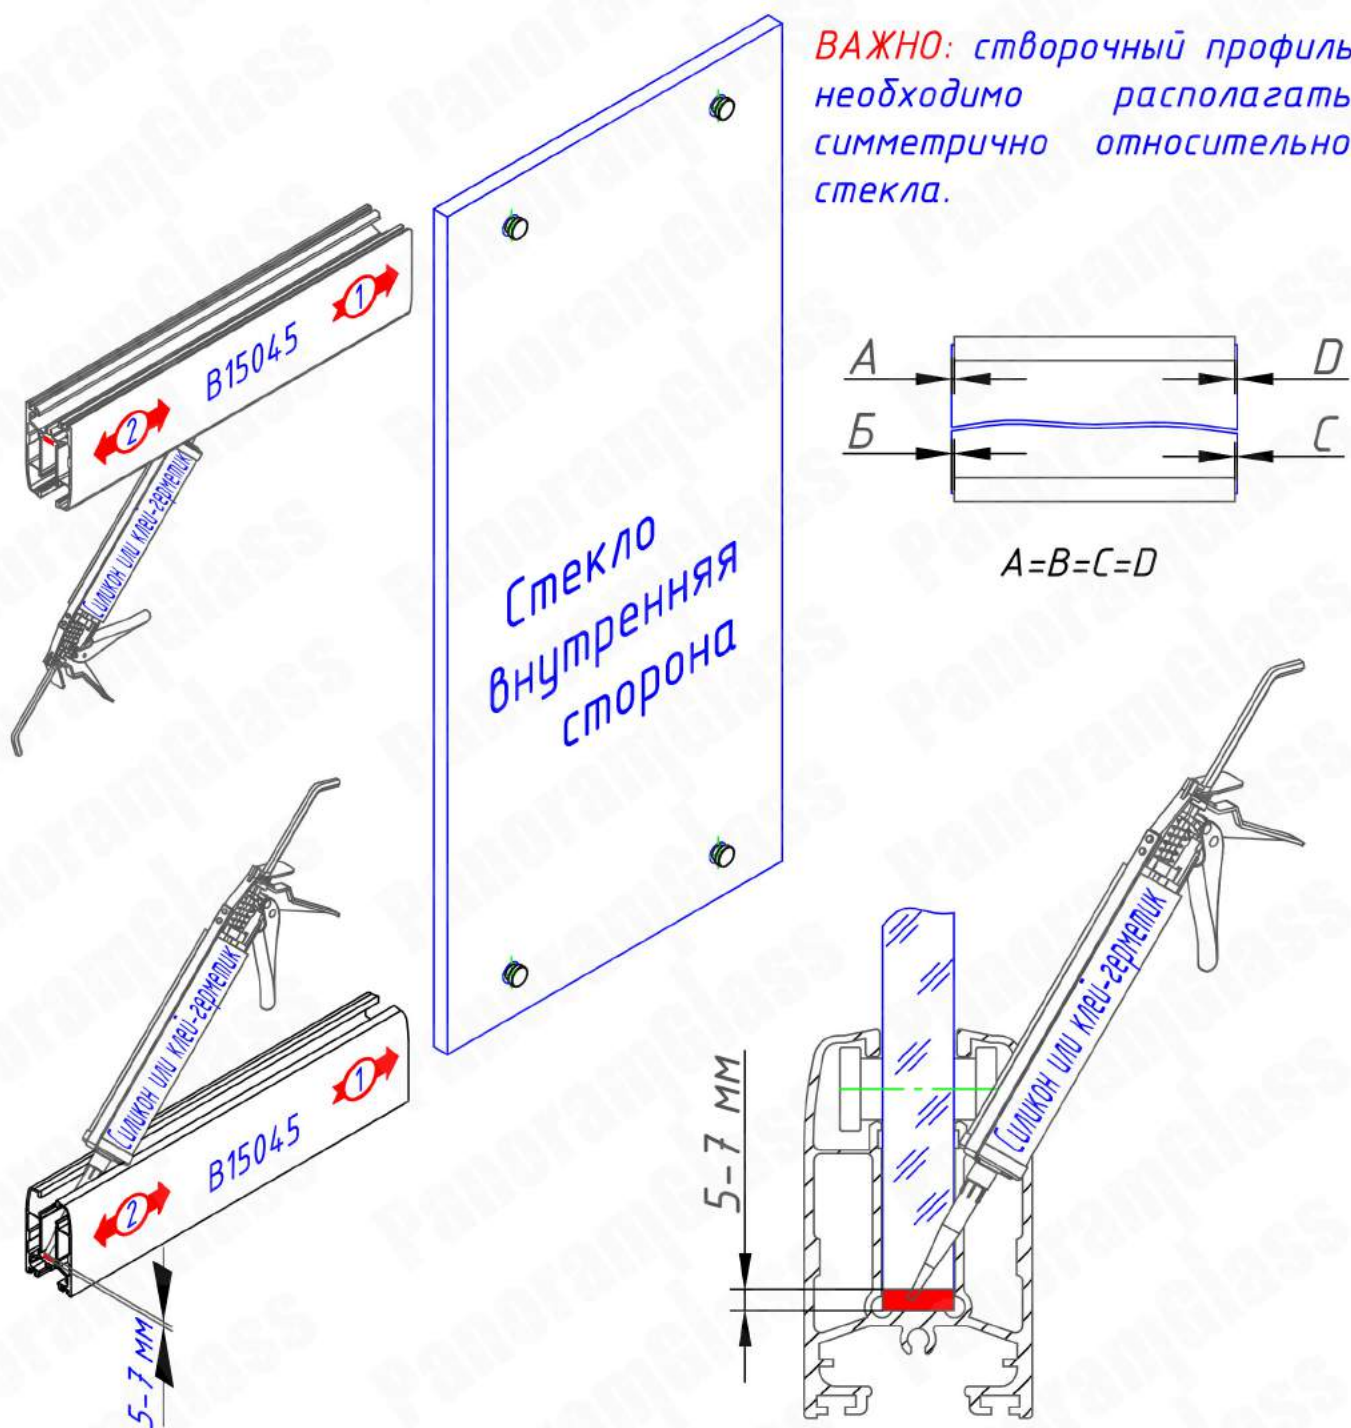 ВАЖНО: створочный профиль
необходимо располагать
симметрично относительно
стекла.
1
B15045
2
Силикон или клей-герметик
Стекло
внутренняя
сторона
А
D
Б
С
A=B=C=D
Силикон или клей-герметик
1
B15045
2
5-7 мм
Силикон или клей-герметик
5-7 мм
PanoramGlass